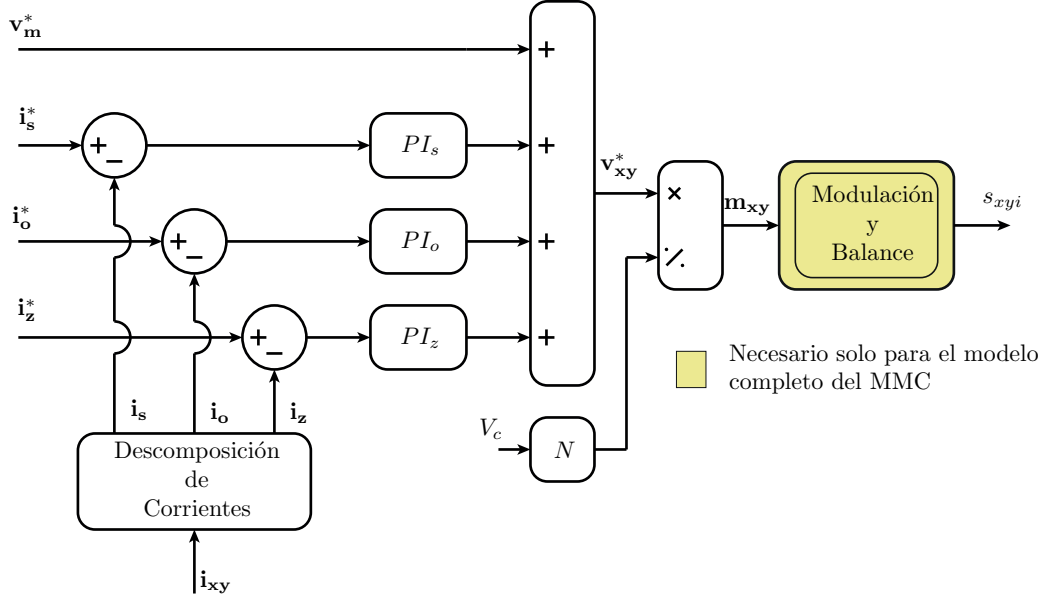 v*m
i*s
+
−
PIs
+
+
v*xy
×
mxy
Modulación
y
Balance
sxyi
i*o
+
−
PIo
+
÷
i*z
+
−
PIz
+
Necesario solo para el modelo
completo del MMC
is
io
iz
Vc
N
Descomposición
de
Corrientes
ixy